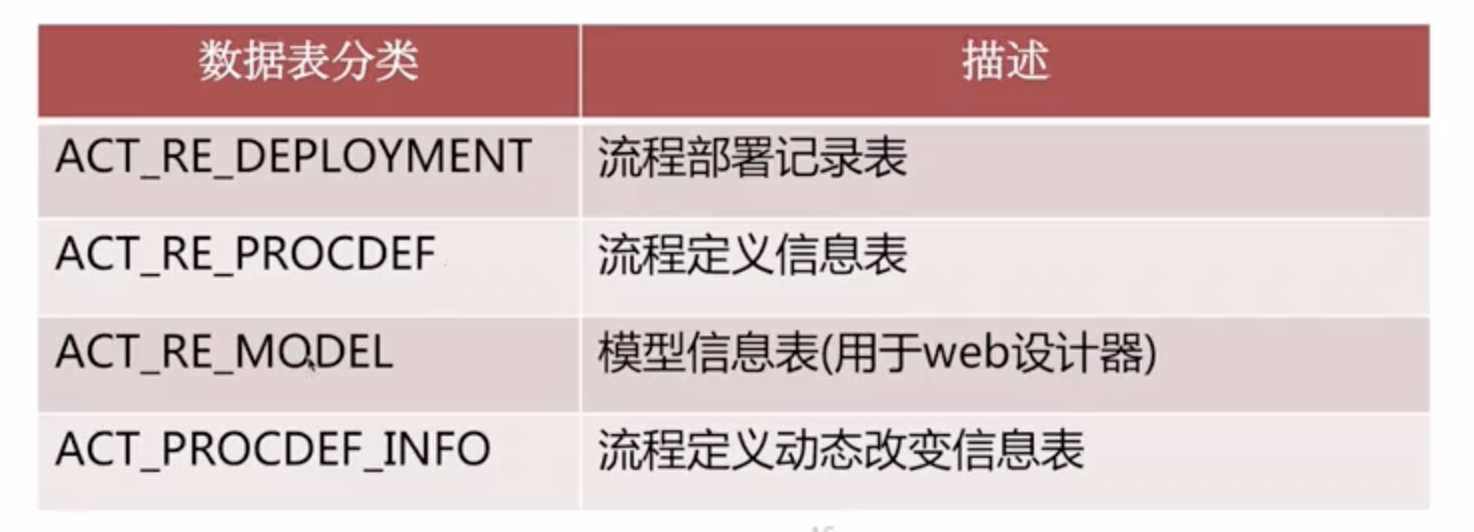 数据表分类 描述
ACT_RE_DEPLOYMENT 流程部署记录表
ACT_RE_PROCDEF 流程定义信息表
ACT_RE_MODEL 模型信息表(用于web设计器)
ACT_PROCDEF_INFO 流程定义动态改变信息表